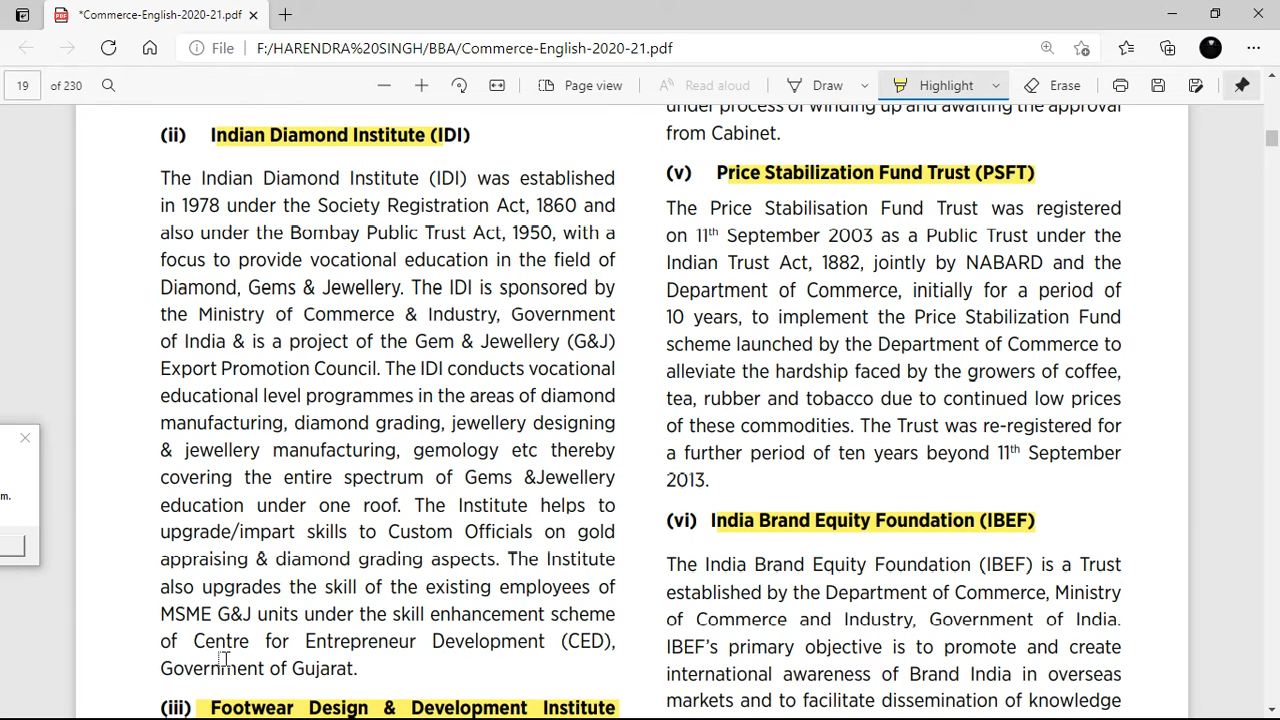 *Commerce-English-2020-21.pdf
File
F:/HARENDRA%20SINGH/BBA/Commerce-English-2020-21.pdf
19 of 230
Page view
Read aloud
Draw
Highlight
Erase
(ii) Indian Diamond Institute (IDI)
The Indian Diamond Institute (IDI) was established
in 1978 under the Society Registration Act, 1860 and
also under the Bombay Public Trust Act, 1950, with a
focus to provide vocational education in the field of
Diamond, Gems & Jewellery. The IDI is sponsored by
the Ministry of Commerce & Industry, Government
of India & is a project of the Gem & Jewellery (G&J)
Export Promotion Council. The IDI conducts vocational
educational level programmes in the areas of diamond
manufacturing, diamond grading, jewellery designing
& jewellery manufacturing, gemology etc thereby
covering the entire spectrum of Gems &Jewellery
education under one roof. The Institute helps to
upgrade/impart skills to Custom Officials on gold
appraising & diamond grading aspects. The Institute
also upgrades the skill of the existing employees of
MSME G&J units under the skill enhancement scheme
of Centre for Entrepreneur Development (CED),
Government of Gujarat.
(iii) Footwear Design & Development Institute
under process of winding up and awaiting the approval
from Cabinet.
(v) Price Stabilization Fund Trust (PSFT)
The Price Stabilisation Fund Trust was registered
on 11th September 2003 as a Public Trust under the
Indian Trust Act, 1882, jointly by NABARD and the
Department of Commerce, initially for a period of
10 years, to implement the Price Stabilization Fund
scheme launched by the Department of Commerce to
alleviate the hardship faced by the growers of coffee,
tea, rubber and tobacco due to continued low prices
of these commodities. The Trust was re-registered for
a further period of ten years beyond 11th September
2013.
(vi) India Brand Equity Foundation (IBEF)
The India Brand Equity Foundation (IBEF) is a Trust
established by the Department of Commerce, Ministry
of Commerce and Industry, Government of India.
IBEF's primary objective is to promote and create
international awareness of Brand India in overseas
markets and to facilitate dissemination of knowledge
m.